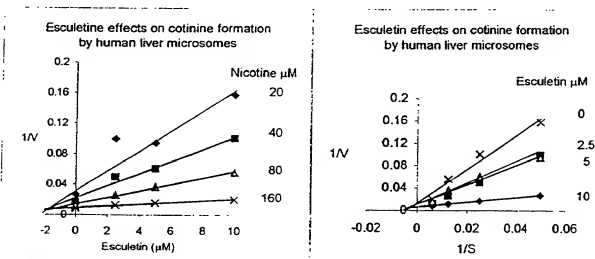 Esculetine effects on cotinine formation
by human liver microsomes
Nicotine μM
0.2
0.16
0.12
1/V
0.08
0.04
0
20
40
80
160
-2 0 2 4 6 8 10
Esculetin (μM)
Esculetin effects on cotinine formation
by human liver microsomes
Esculetin μM
0.2
0.16
0.12
1/V
0.08
0.04
0
0
2.5
5
10
-0.02 0 0.02 0.04 0.06
1/S